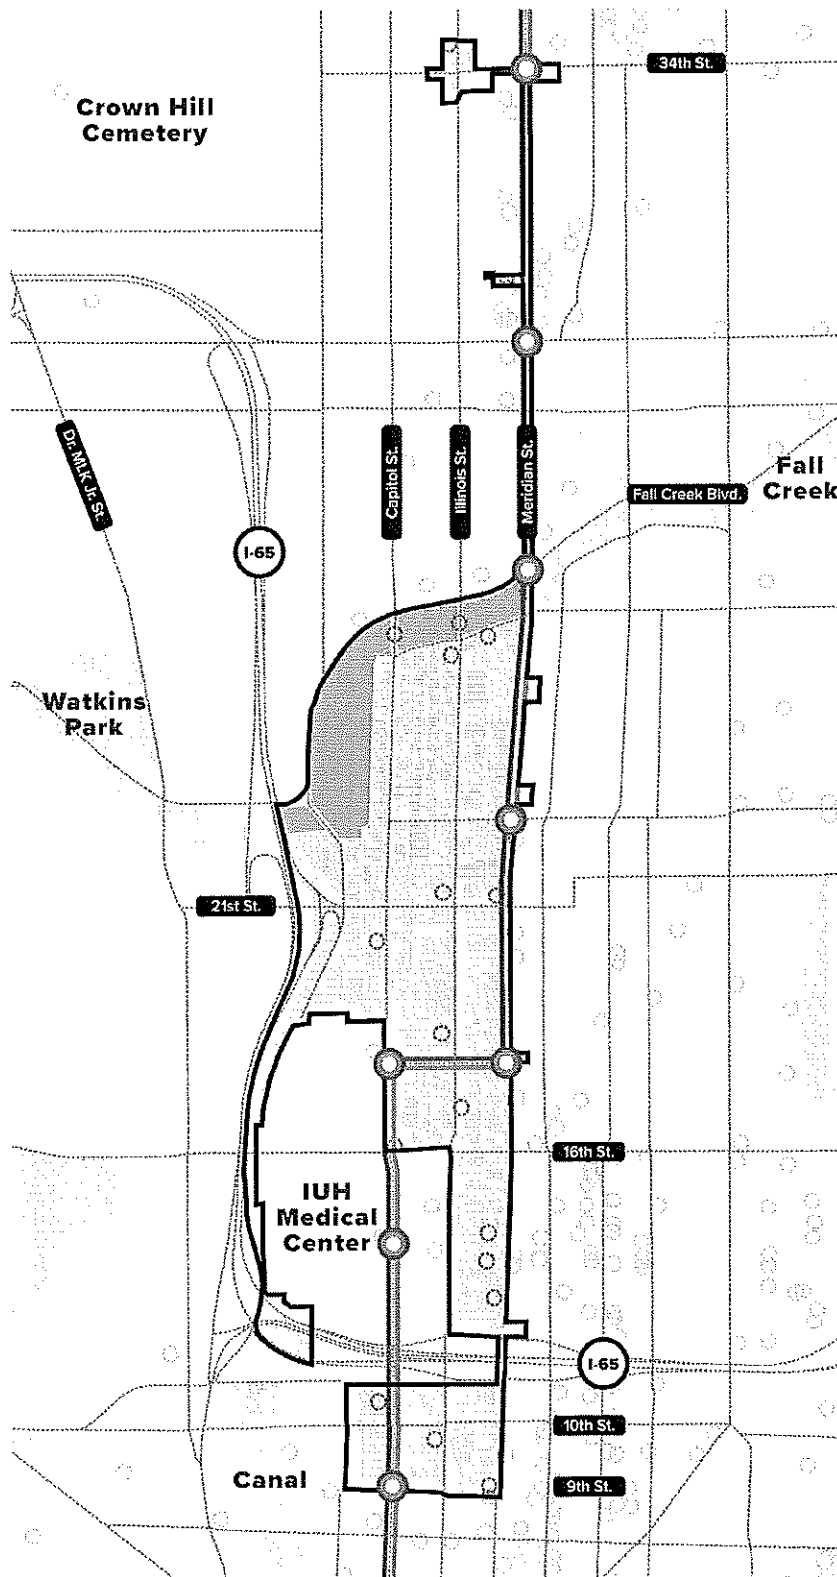 34th St.
Crown Hill
Cemetery
Dr. MLK Jr. St.
Capitol St.
Illinois St.
Meridian St.
Fall
Creek
Fall Creek Blvd.
I-65
Watkins
Park
21st St.
16th St.
IUH
Medical
Center
I-65
10th St.
Canal
9th St.